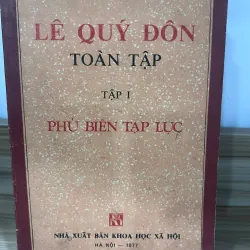 LÊ QUÝ ĐÔN
TOÀN TẬP
TẬP I
PHỦ BIÊN TẠP LỤC
NHÀ XUẤT BẢN KHOA HỌC XÃ HỘI
HÀ NỘI - 1977